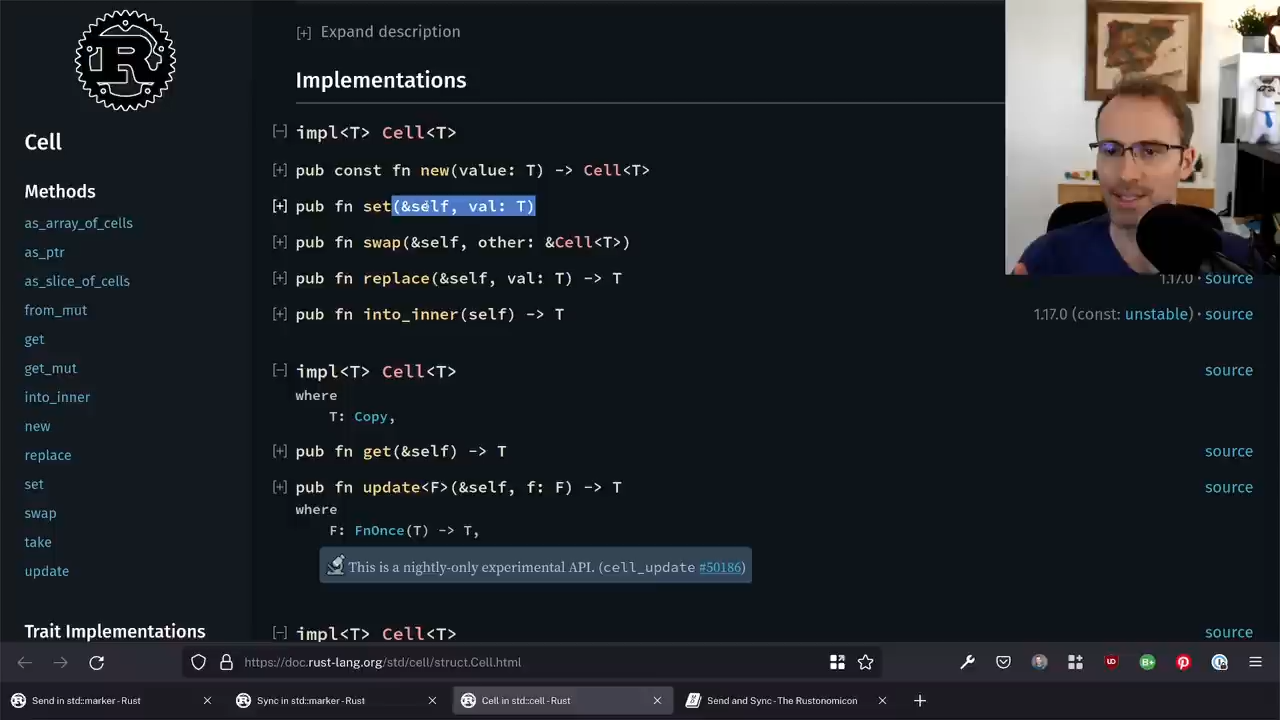 R
Cell
Methods
as_array_of_cells
as_ptr
as_slice_of_cells
from_mut
get
get_mut
into_inner
new
replace
set
swap
take
update
Trait Implementations
[+] Expand description
Implementations
[-] impl<T> Cell<T>
[+] pub const fn new(value: T) -> Cell<T>
[+] pub fn set(&self, val: T)
[+] pub fn swap(&self, other: &Cell<T>)
[+] pub fn replace(&self, val: T) -> T
1.17.0 · source
[+] pub fn into_inner(self) -> T
1.17.0 (const: unstable) · source
[-] impl<T> Cell<T>
source
where
T: Copy,
[+] pub fn get(&self) -> T
source
[+] pub fn update<F>(&self, f: F) -> T
source
where
F: FnOnce(T) -> T,
This is a nightly-only experimental API. (cell_update #50186)
[-] impl<T> Cell<T>
source
https://doc.rust-lang.org/std/cell/struct.Cell.html
Send in std::marker - Rust
Sync in std::marker - Rust
Cell in std::cell - Rust
Send and Sync - The Rustonomicon